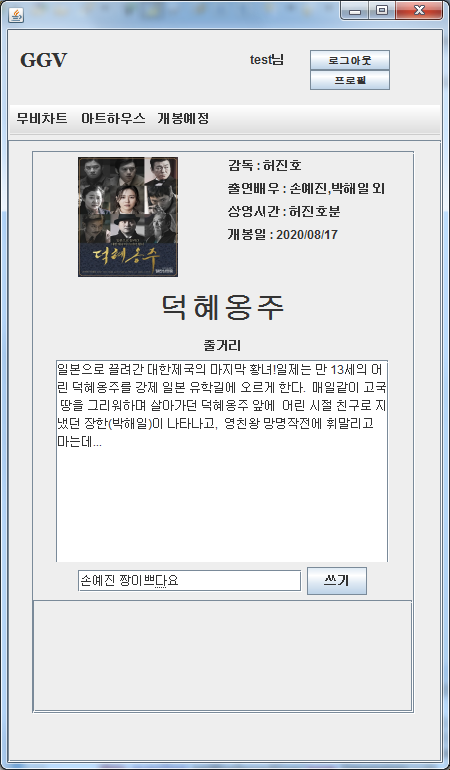 GGV
test님
로그아웃
프로필
무비차트 아트하우스 개봉예정
감독 : 허진호
출연배우 : 손예진,박해일 외
상영시간 : 허진호분
개봉일 : 2020/08/17
덕혜옹주
덕혜옹주
줄거리
일본으로 끌려간 대한제국의 마지막 황녀!일제는 만 13세의 어
린 덕혜옹주를 강제 일본 유학길에 오르게 한다. 매일같이 고국
땅을 그리워하며 살아가던 덕혜옹주 앞에 어린 시절 친구로 지
냈던 장한(박해일)이 나타나고, 영친왕 망명작전에 휘말리고
마는데...
손예진 짱이쁘다요
쓰기